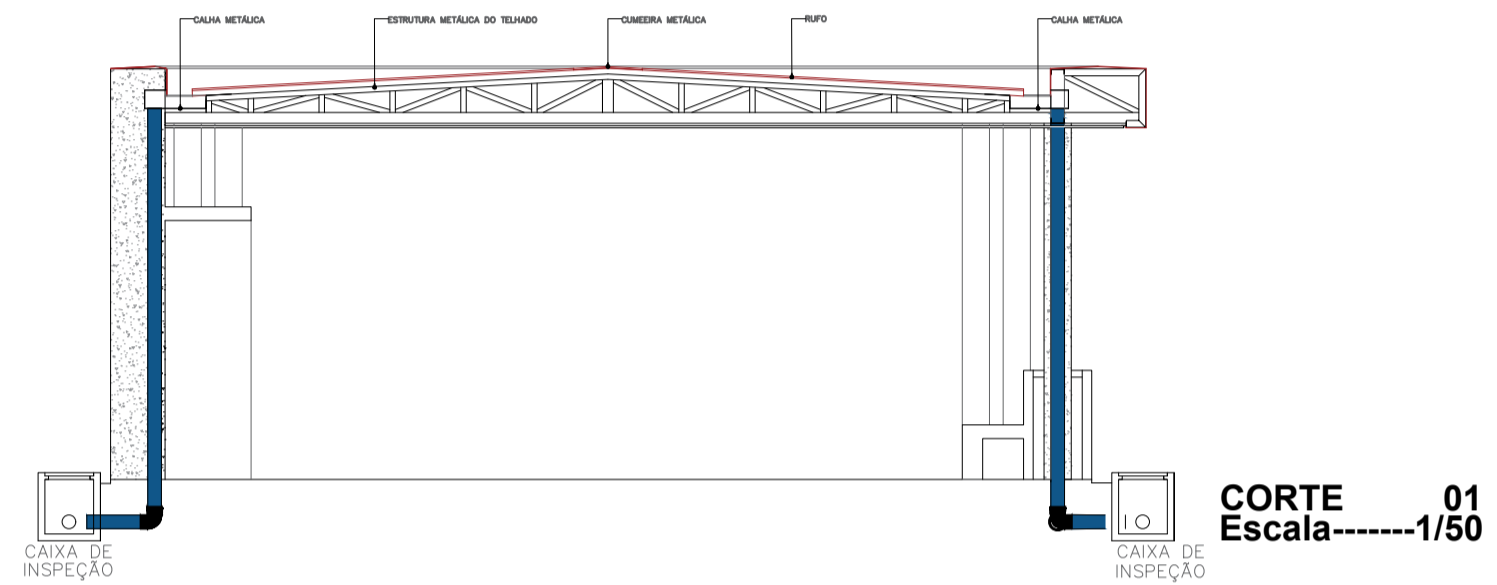 CALHA METÁLICA
ESTRUTURA METÁLICA DO TELHADO
CUMEEIRA METÁLICA
RUFO
CALHA METÁLICA
CAIXA DE
INSPEÇÃO
CAIXA DE
INSPEÇÃO
CORTE 01
Escala-------1/50